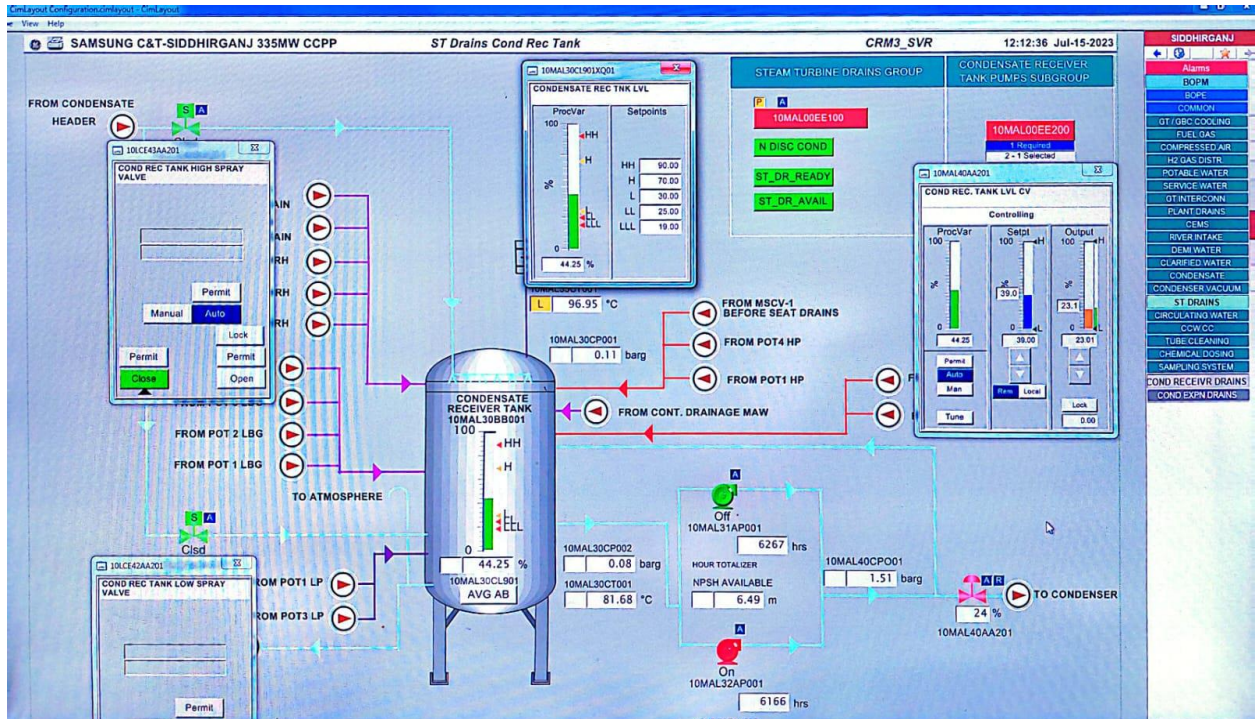 CimLayout Configuration.cimlayout - CimLayout
View Help
SAMSUNG C&T-SIDDHIRGANJ 335MW CCPP
ST Drains Cond Rec Tank
CRM3_SVR
12:12:36 Jul-15-2023
SIDDHIRGANJ
Alarms
BOPM
BOPE
COMMON
GT / GBC COOLING
FUEL GAS
COMPRESSED AIR
H2 GAS DISTR.
POTABLE WATER
SERVICE WATER
GT INTERCONN
PLANT DRAINS
CEMS
RIVER INTAKE
DEMI WATER
CLARIFIED WATER
CONDENSATE
CONDENSER VACUUM
ST DRAINS
CIRCULATING WATER
CCW.CC
TUBE CLEANING
CHEMICAL DOSING
SAMPLING SYSTEM
COND RECEIVR DRAINS
COND.EXPN DRAINS
FROM CONDENSATE
HEADER
S A
10LCE43AA201
COND REC TANK HIGH SPRAY
VALVE
Permit
Manual Auto
Lock
Permit Permit
Close Open
AIN
AIN
RH
RH
RH
FROM POT 2 LBG
FROM POT 1 LBG
TO ATMOSPHERE
S A
Clsd
10LCE42AA201
COND REC TANK LOW SPRAY
VALVE
Permit
ROM POT1 LP
ROM POT3 LP
10MAL30CL901XQ01
CONDENSATE REC TNK LVL
ProcVar Setpoints
100
HH
H
%
L
LL
LLL
0
44.25 %
HH 90.00
H 70.00
L 30.00
LL 25.00
LLL 19.00
L 96.95 °C
10MAL30CP001
0.11 barg
CONDENSATE
RECEIVER TANK
10MAL30BB001
100
HH
H
0
44.25 %
10MAL30CL901
AVG AB
FROM MSCV-1
BEFORE SEAT DRAINS
FROM POT4 HP
FROM POT1 HP
FROM CONT. DRAINAGE MAW
10MAL30CP002
0.08 barg
10MAL30CT001
81.68 °C
STEAM TURBINE DRAINS GROUP
P A
10MAL00EE100
N DISC COND
ST_DR_READY
ST_DR_AVAIL
CONDENSATE RECEIVER
TANK PUMPS SUBGROUP
10MAL00EE200
1 Required
2 - 1 Selected
10MAL40AA201
COND REC. TANK LVL CV
Controlling
ProcVar Setpt Output
100 100 H 100 H
% % %
39.0 23.1
0 0 L 0 L
44.25 39.00 23.01
Permit
Auto
Man
Rem Local
Tune
Lock
0.00
A
Off
10MAL31AP001
6267 hrs
HOUR TOTALIZER
NPSH AVAILABLE
6.49 m
A
On
10MAL32AP001
6166 hrs
10MAL40CPO01
1.51 barg
A R
24 %
10MAL40AA201
TO CONDENSER